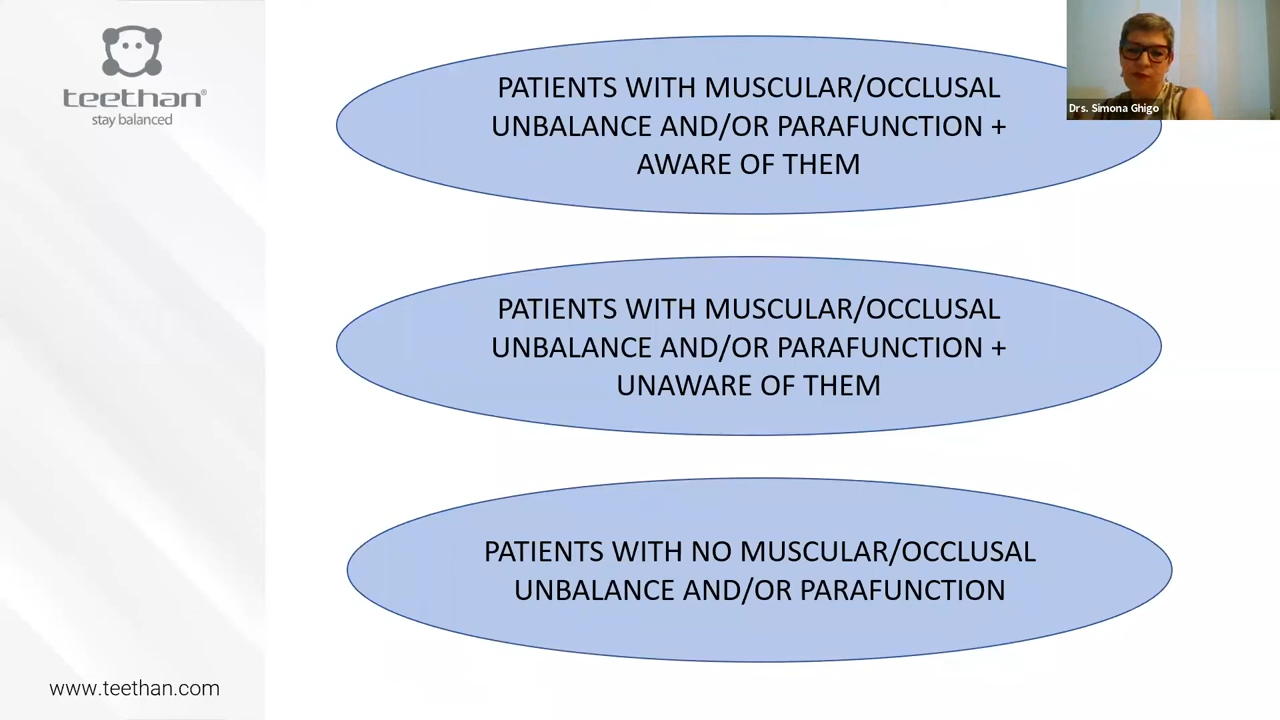 teethan®
stay balanced
PATIENTS WITH MUSCULAR/OCCLUSAL
UNBALANCE AND/OR PARAFUNCTION +
AWARE OF THEM
Drs. Simona Ghigo
PATIENTS WITH MUSCULAR/OCCLUSAL
UNBALANCE AND/OR PARAFUNCTION +
UNAWARE OF THEM
PATIENTS WITH NO MUSCULAR/OCCLUSAL
UNBALANCE AND/OR PARAFUNCTION
www.teethan.com